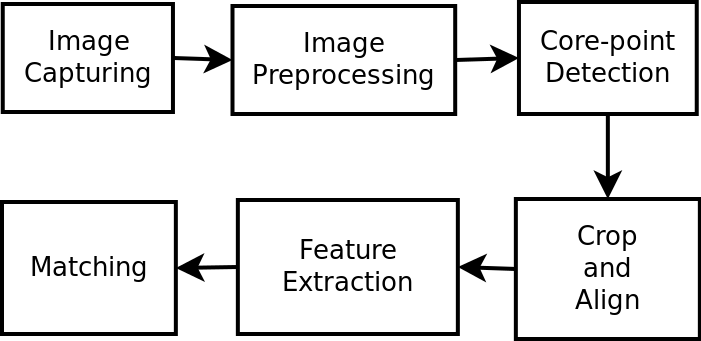 Image
Capturing
Image
Preprocessing
Core-point
Detection
Crop
and
Align
Feature
Extraction
Matching